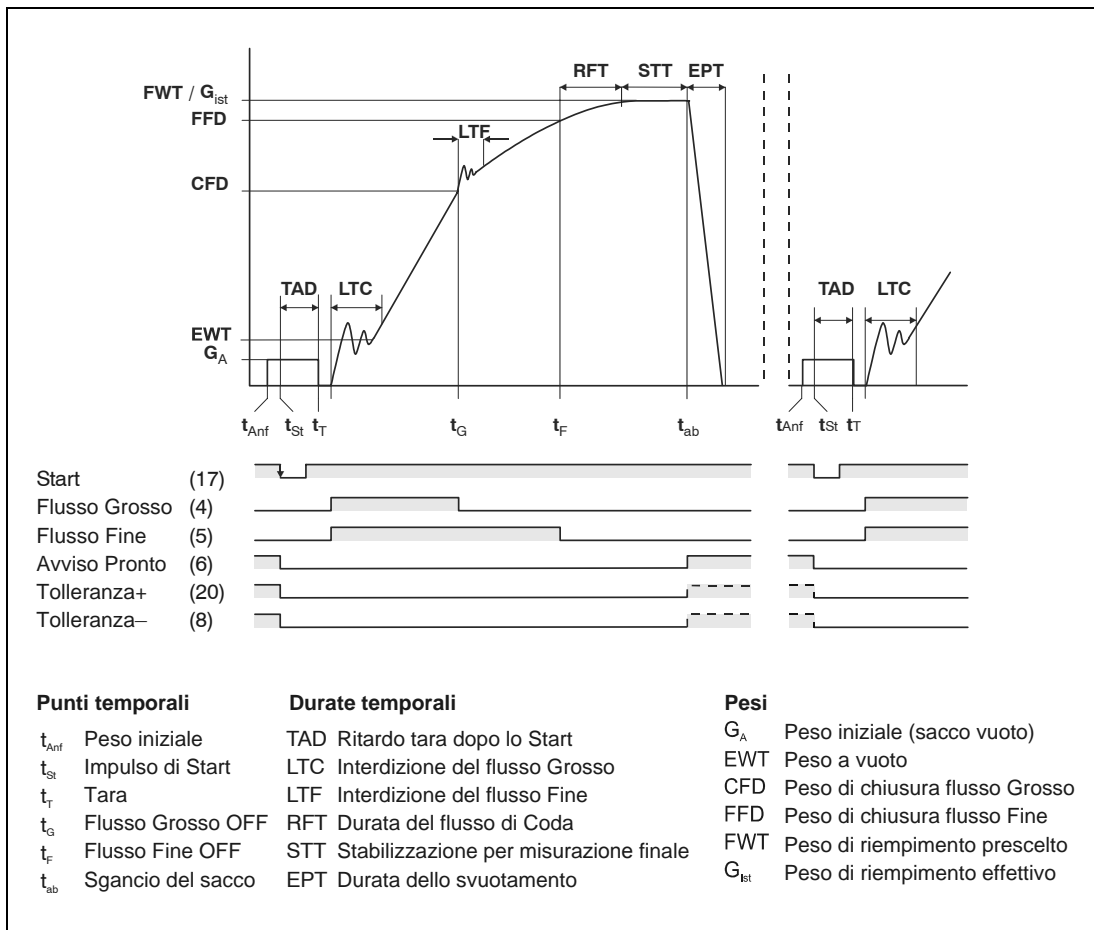 RFT STT EPT
FWT / G_ist
FFD
LTF
CFD
TAD LTC TAD LTC
EWT
G_A
t_Anf t_St t_T t_G t_F t_ab t_Anf t_St t_T
Start (17)
Flusso Grosso (4)
Flusso Fine (5)
Avviso Pronto (6)
Tolleranza+ (20)
Tolleranza– (8)
Punti temporali
t_Anf Peso iniziale
t_St Impulso di Start
t_T Tara
t_G Flusso Grosso OFF
t_F Flusso Fine OFF
t_ab Sgancio del sacco
Durate temporali
TAD Ritardo tara dopo lo Start
LTC Interdizione del flusso Grosso
LTF Interdizione del flusso Fine
RFT Durata del flusso di Coda
STT Stabilizzazione per misurazione finale
EPT Durata dello svuotamento
Pesi
G_A Peso iniziale (sacco vuoto)
EWT Peso a vuoto
CFD Peso di chiusura flusso Grosso
FFD Peso di chiusura flusso Fine
FWT Peso di riempimento prescelto
G_Ist Peso di riempimento effettivo